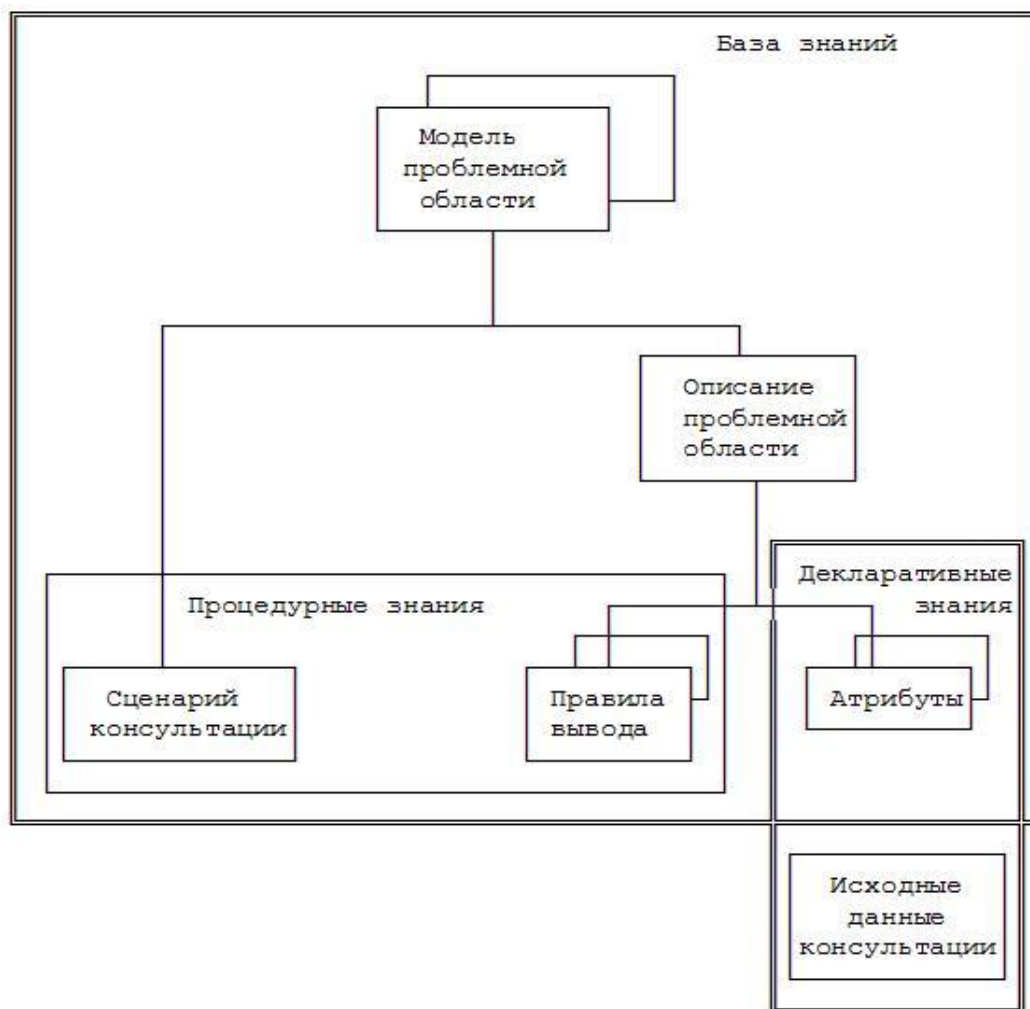 База знаний
Модель
проблемной
области
Описание
проблемной
области
Декларативные
знания
Процедурные знания
Сценарий
консультации
Правила
вывода
Атрибуты
Исходные
данные
консультации